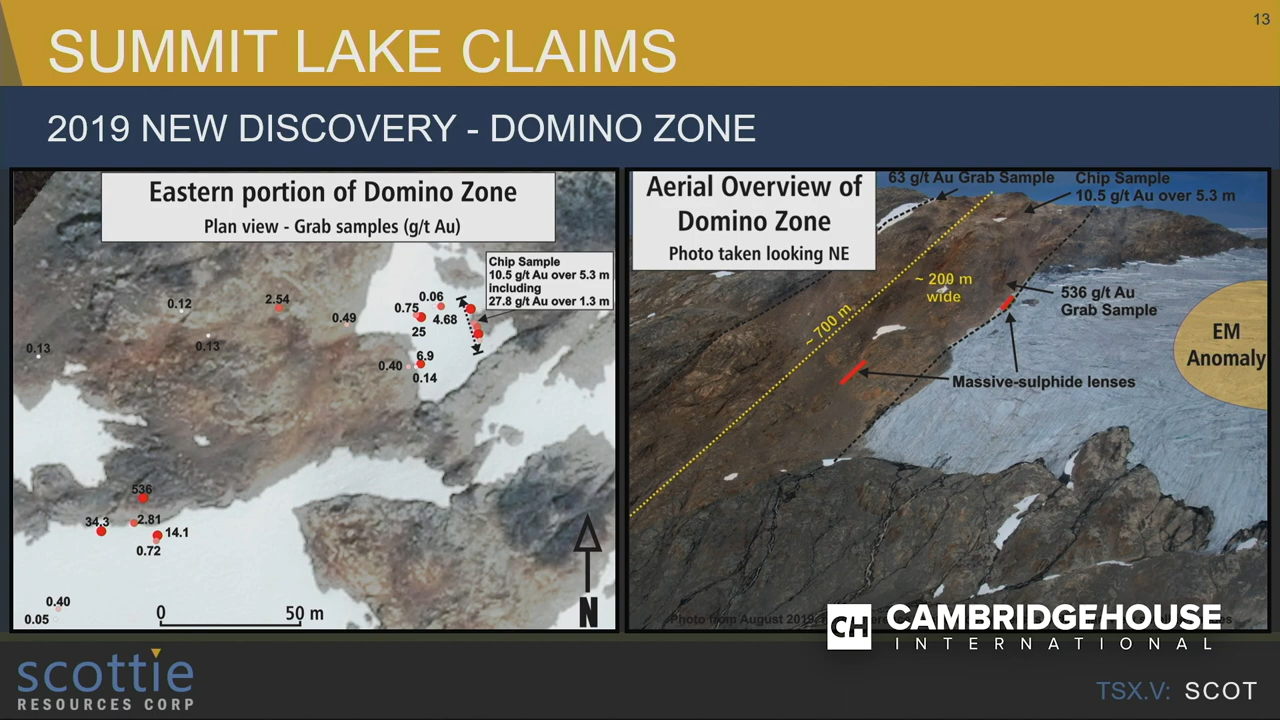 13
SUMMIT LAKE CLAIMS
2019 NEW DISCOVERY - DOMINO ZONE
Eastern portion of Domino Zone
Plan view - Grab samples (g/t Au)
Chip Sample
10.5 g/t Au over 5.3 m
including
27.8 g/t Au over 1.3 m
0.12
2.54
0.49
0.75
0.06
4.68
25
0.13
0.13
6.9
0.40
0.14
536
34.3
2.81
14.1
0.72
0.40
0.05
0
50 m
N
Aerial Overview of
Domino Zone
Photo taken looking NE
63 g/t Au Grab Sample
Chip Sample
10.5 g/t Au over 5.3 m
~ 200 m
wide
~ 700 m
536 g/t Au
Grab Sample
EM
Anomaly
Massive-sulphide lenses
Photo from August 2019,
CH
CAMBRIDGEHOUSE
INTERNATIONAL
scottie
RESOURCES CORP
TSX.V: SCOT